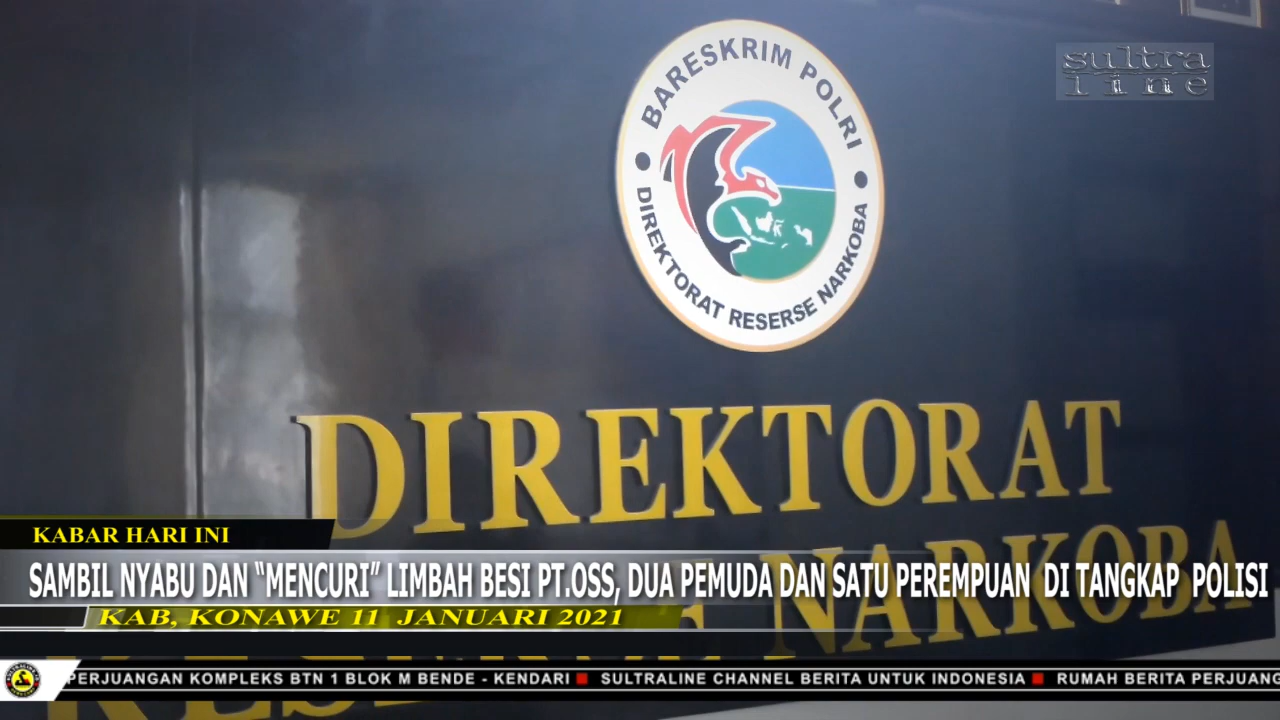 sultra
line
BARESKRIM POLRI
DIREKTORAT RESERSE NARKOBA
DIREKTORAT
RESERSE NARKOBA
KABAR HARI INI
SAMBIL NYABU DAN “MENCURI” LIMBAH BESI PT.OSS, DUA PEMUDA DAN SATU PEREMPUAN DI TANGKAP POLISI
KAB, KONAWE 11 JANUARI 2021
PERJUANGAN KOMPLEKS BTN 1 BLOK M BENDE - KENDARI ■ SULTRALINE CHANNEL BERITA UNTUK INDONESIA ■ RUMAH BERITA PERJUANG